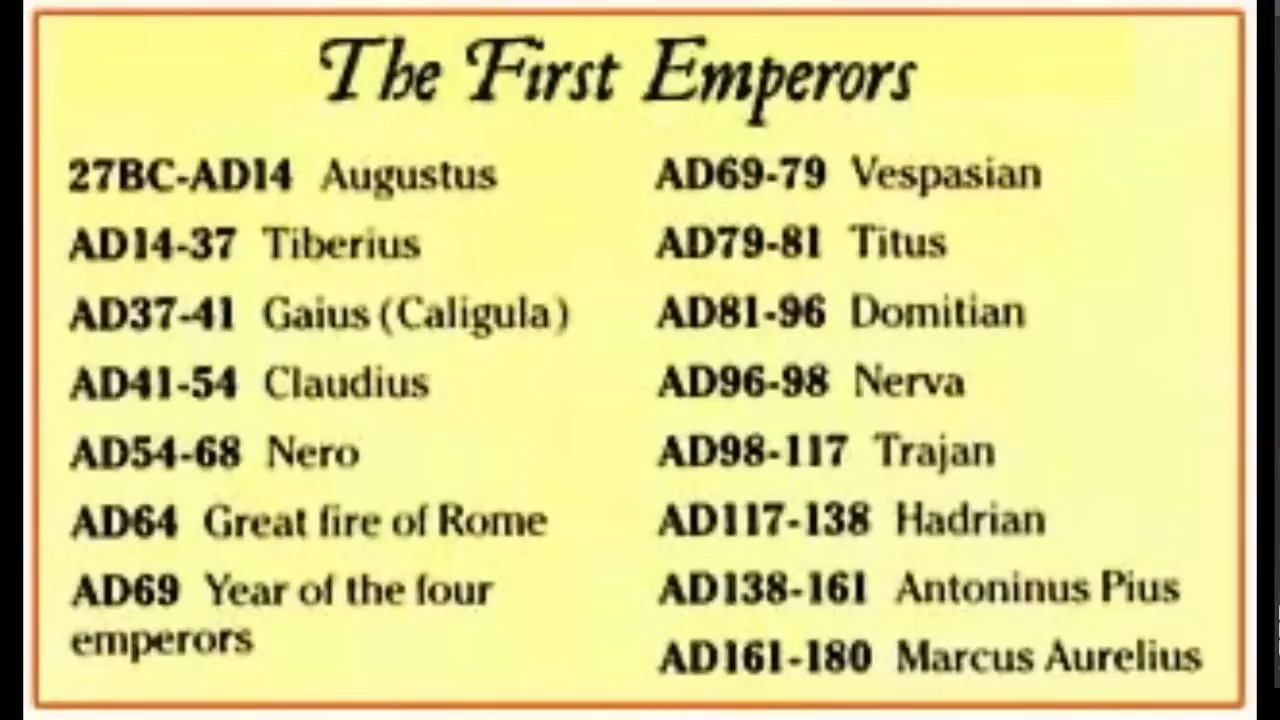 The First Emperors
27BC-AD14 Augustus
AD14-37 Tiberius
AD37-41 Gaius (Caligula)
AD41-54 Claudius
AD54-68 Nero
AD64 Great fire of Rome
AD69 Year of the four
emperors
AD69-79 Vespasian
AD79-81 Titus
AD81-96 Domitian
AD96-98 Nerva
AD98-117 Trajan
AD117-138 Hadrian
AD138-161 Antoninus Pius
AD161-180 Marcus Aurelius